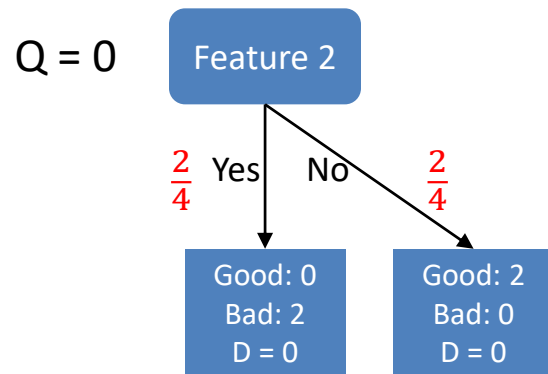 Q = 0
Feature 2
2/4 Yes No 2/4
Good: 0
Bad: 2
D = 0
Good: 2
Bad: 0
D = 0